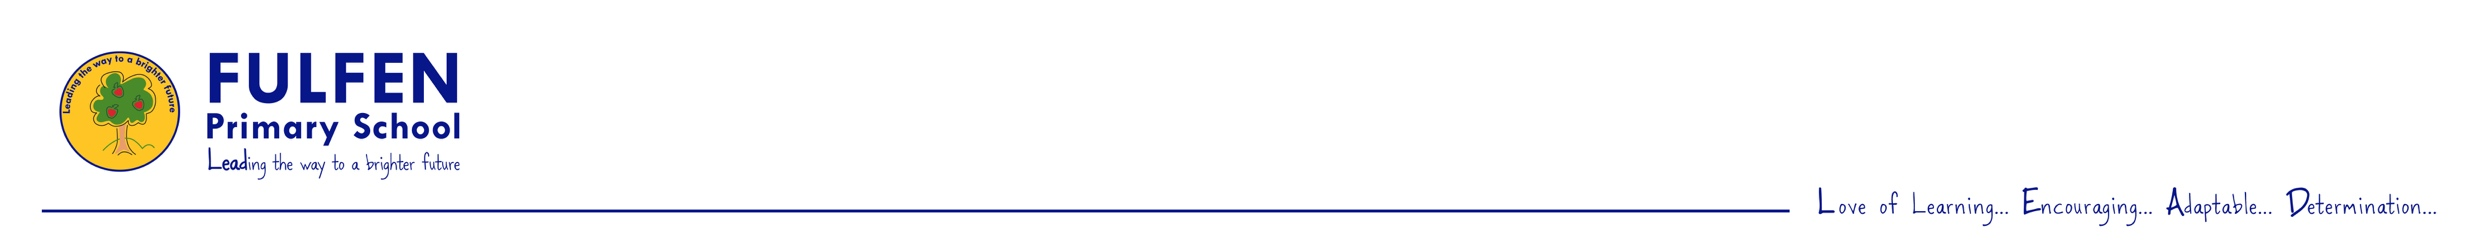 Leading the way to a brighter future
FULFEN
Primary School
Leading the way to a brighter future
Love of Learning... Encouraging... Adaptable... Determination...